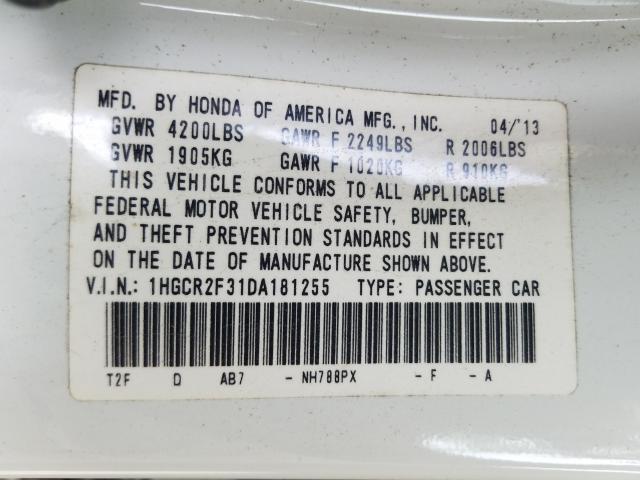 MFD. BY HONDA OF AMERICA MFG., INC. 04/'13
GVWR 4200LBS GAWR F 2249LBS R 2006LBS
GVWR 1905KG GAWR F 1020KG R 910KG
THIS VEHICLE CONFORMS TO ALL APPLICABLE
FEDERAL MOTOR VEHICLE SAFETY, BUMPER,
AND THEFT PREVENTION STANDARDS IN EFFECT
ON THE DATE OF MANUFACTURE SHOWN ABOVE.
V.I.N.: 1HGCR2F31DA181255 TYPE: PASSENGER CAR
T2F D AB7 - NH788PX - F - A